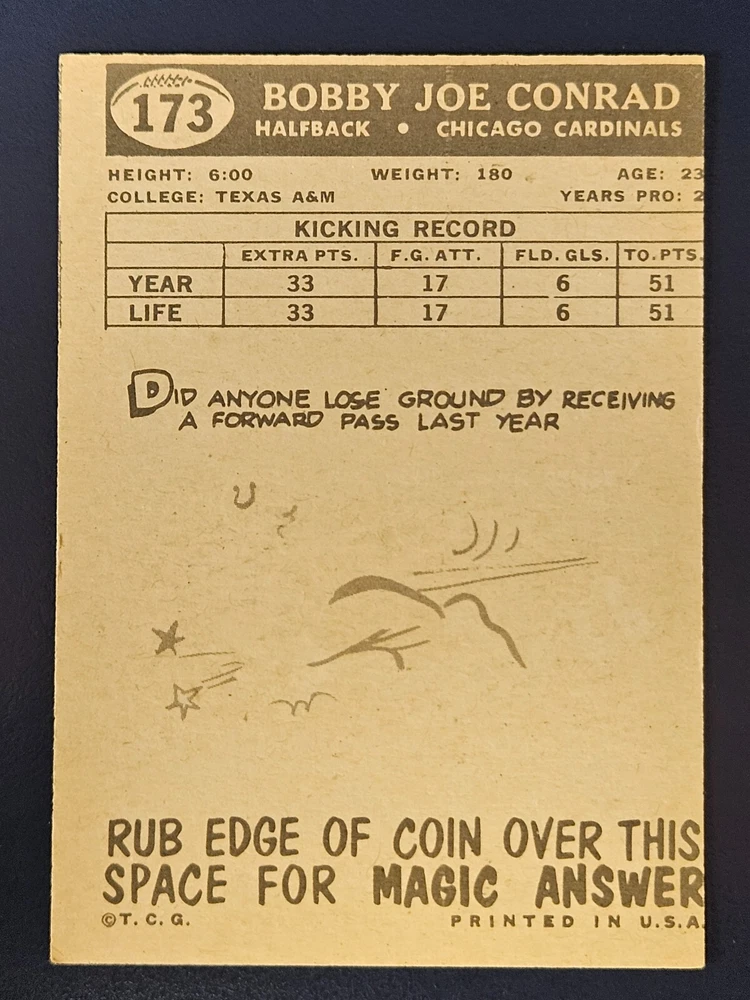 173
BOBBY JOE CONRAD
HALFBACK • CHICAGO CARDINALS
HEIGHT: 6:00 WEIGHT: 180 AGE: 23
COLLEGE: TEXAS A&M YEARS PRO: 2
KICKING RECORD
EXTRA PTS. F.G. ATT. FLD. GLS. TO.PTS.
YEAR 33 17 6 51
LIFE 33 17 6 51
DID ANYONE LOSE GROUND BY RECEIVING
A FORWARD PASS LAST YEAR
RUB EDGE OF COIN OVER THIS
SPACE FOR MAGIC ANSWER
©T.C.G. PRINTED IN U.S.A.